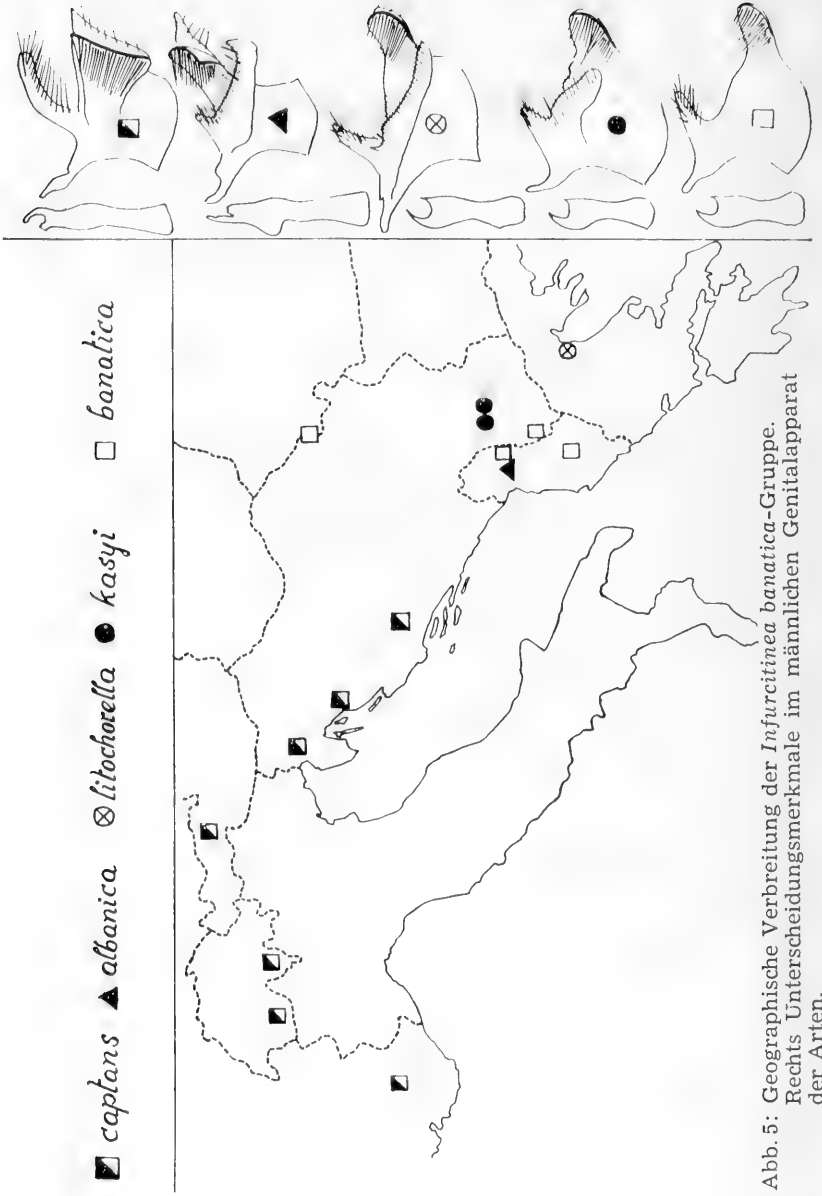 captans albanica litochorella kasyi banatica
Abb. 5: Geographische Verbreitung der Infurcitinea banatica-Gruppe.
Rechts Unterscheidungsmerkmale im männlichen Genitalapparat
der Arten.